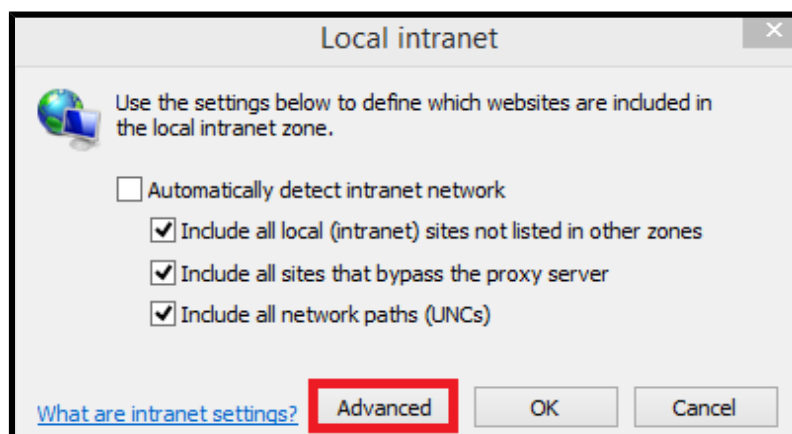 Local intranet
Use the settings below to define which websites are included in
the local intranet zone.
Automatically detect intranet network
Include all local (intranet) sites not listed in other zones
Include all sites that bypass the proxy server
Include all network paths (UNCs)
What are intranet settings? Advanced OK Cancel